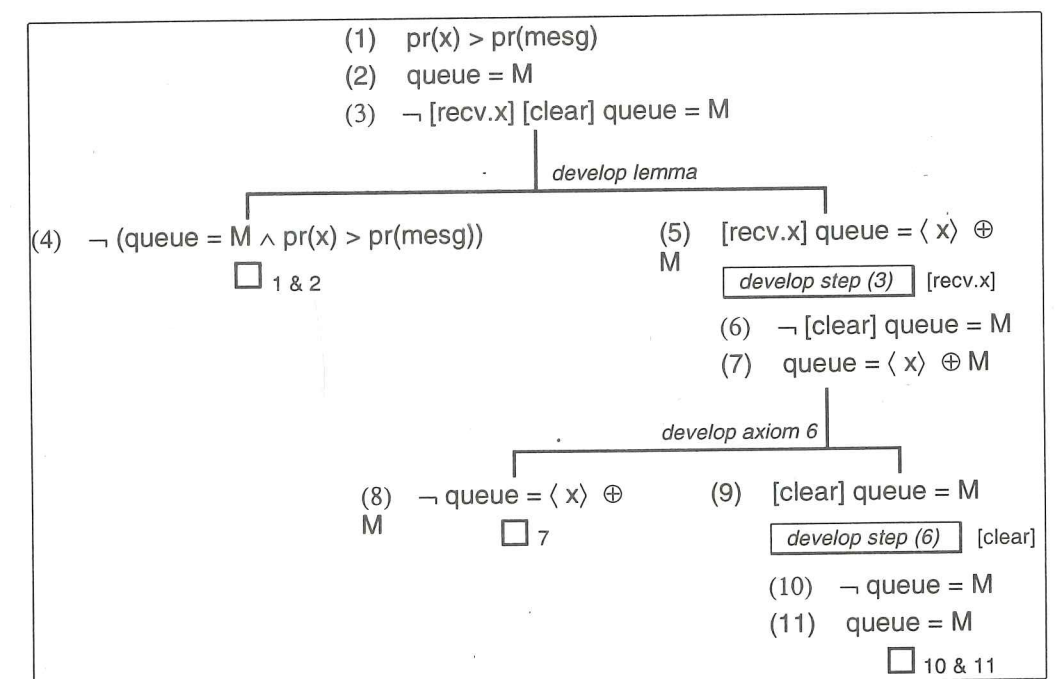 (1) pr(x) > pr(mesg)
(2) queue = M
(3) ¬ [recv.x] [clear] queue = M
develop lemma
(4) ¬ (queue = M ∧ pr(x) > pr(mesg))
□ 1 & 2
(5) [recv.x] queue = ⟨ x⟩ ⊕
M
develop step (3) [recv.x]
(6) ¬ [clear] queue = M
(7) queue = ⟨ x⟩ ⊕ M
develop axiom 6
(8) ¬ queue = ⟨ x⟩ ⊕
M
□ 7
(9) [clear] queue = M
develop step (6) [clear]
(10) ¬ queue = M
(11) queue = M
□ 10 & 11